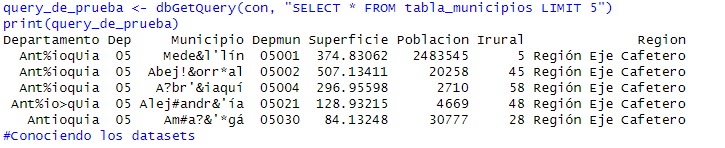 query_de_prueba <- dbGetQuery(con, "SELECT * FROM tabla_municipios LIMIT 5")
print(query_de_prueba)
Departamento Dep Municipio Depmun Superficie Poblacion Irural Region
Ant%ioqUia 05 Mede&l'lín 05001 374.83062 2483545 5 Región Eje Cafetero
Ant%ioqUia 05 Abej!&orr*al 05002 507.13411 20258 45 Región Eje Cafetero
Ant%ioqUia 05 A?br'&iaquí 05004 296.95598 2710 58 Región Eje Cafetero
Ant%io>qUia 05 Alej#andr&'ía 05021 128.93215 4669 48 Región Eje Cafetero
Antioquia 05 Am#a?&'*gá 05030 84.13248 30777 28 Región Eje Cafetero
#Conociendo los datasets